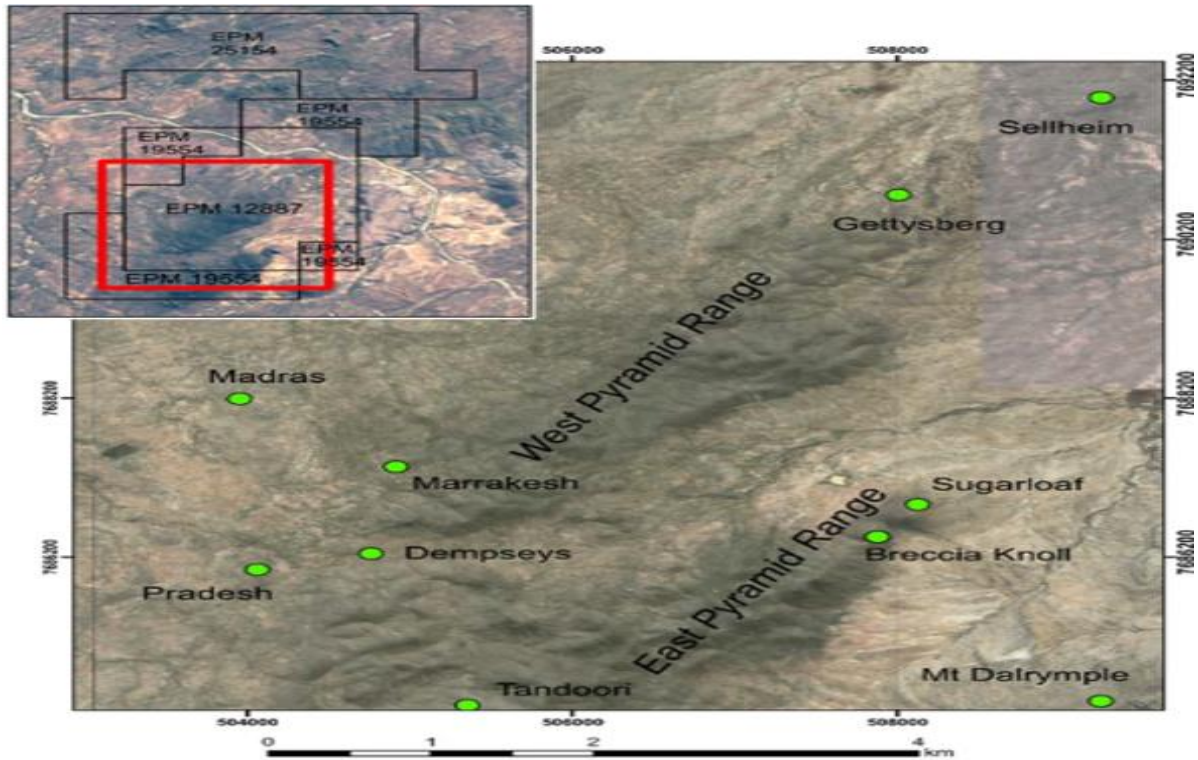 EPM
25154
EPM
19554
EPM
19554
EPM 12887
EPM
19554
EPM 19554
506000
508000
7692200
Sellheim
Gettysberg
7690200
West Pyramid Range
Madras
7688200
7688200
Marrakesh
Sugarloaf
East Pyramid Range
Dempseys
Breccia Knoll
7686200
7686200
Pradesh
Mt Dalrymple
Tandoori
504000
506000
508000
0
1
2
4
km